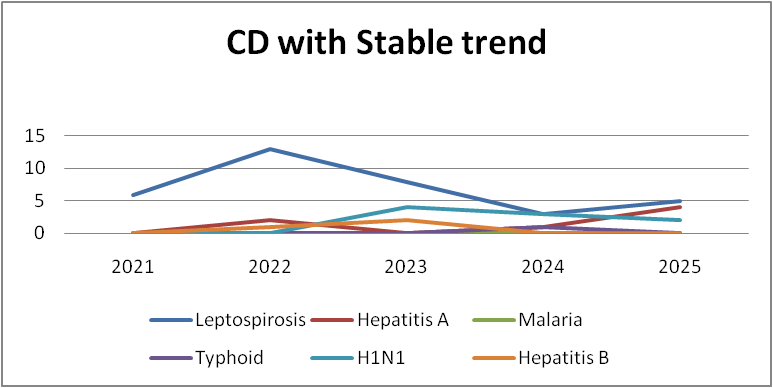 CD with Stable trend
15
10
5
0
2021 2022 2023 2024 2025
Leptospirosis Hepatitis A Malaria
Typhoid H1N1 Hepatitis B